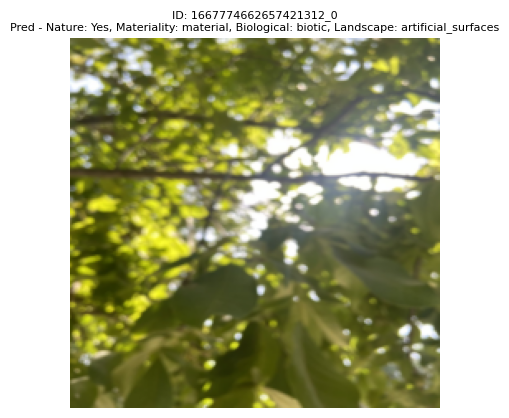 ID: 1667774662657421312_0
Pred - Nature: Yes, Materiality: material, Biological: biotic, Landscape: artificial_surfaces